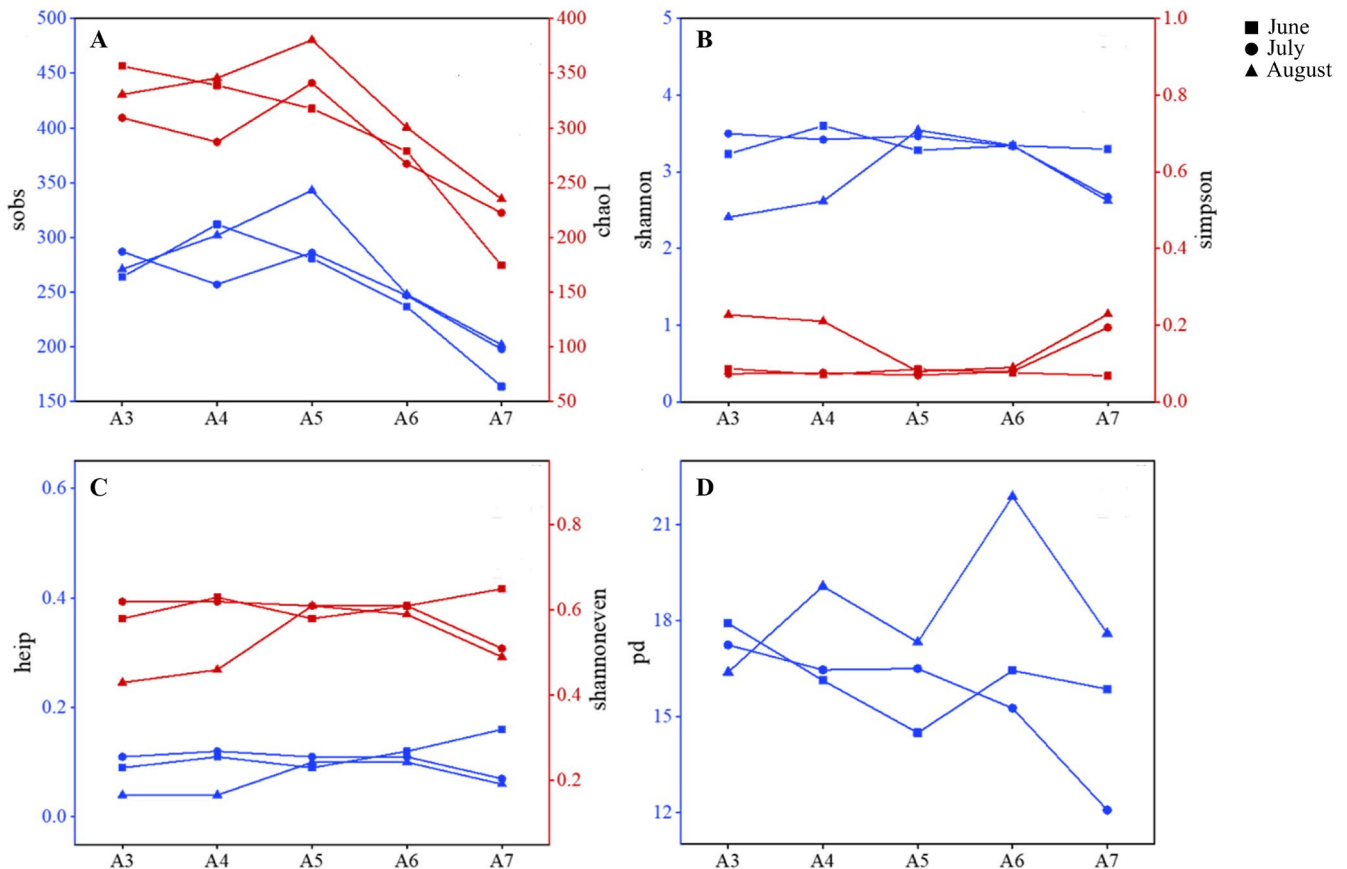 June
July
August
A
500
450
400
350
300
250
200
150
sobs
400
350
300
250
200
150
100
50
chao1
A3 A4 A5 A6 A7
B
5
4
3
2
1
0
shannon
1.0
0.8
0.6
0.4
0.2
0.0
simpson
A3 A4 A5 A6 A7
C
0.6
0.4
0.2
0.0
heip
0.8
0.6
0.4
0.2
shannoneven
A3 A4 A5 A6 A7
D
21
18
15
12
pd
A3 A4 A5 A6 A7